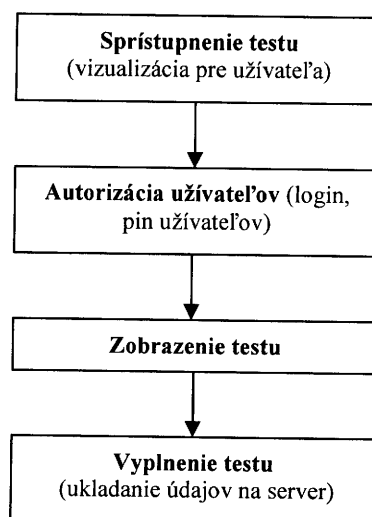 Sprístupnenie testu
(vizualizácia pre užívateľa)
Autorizácia užívateľov (login,
pin užívateľov)
Zobrazenie testu
Vyplnenie testu
(ukladanie údajov na server)